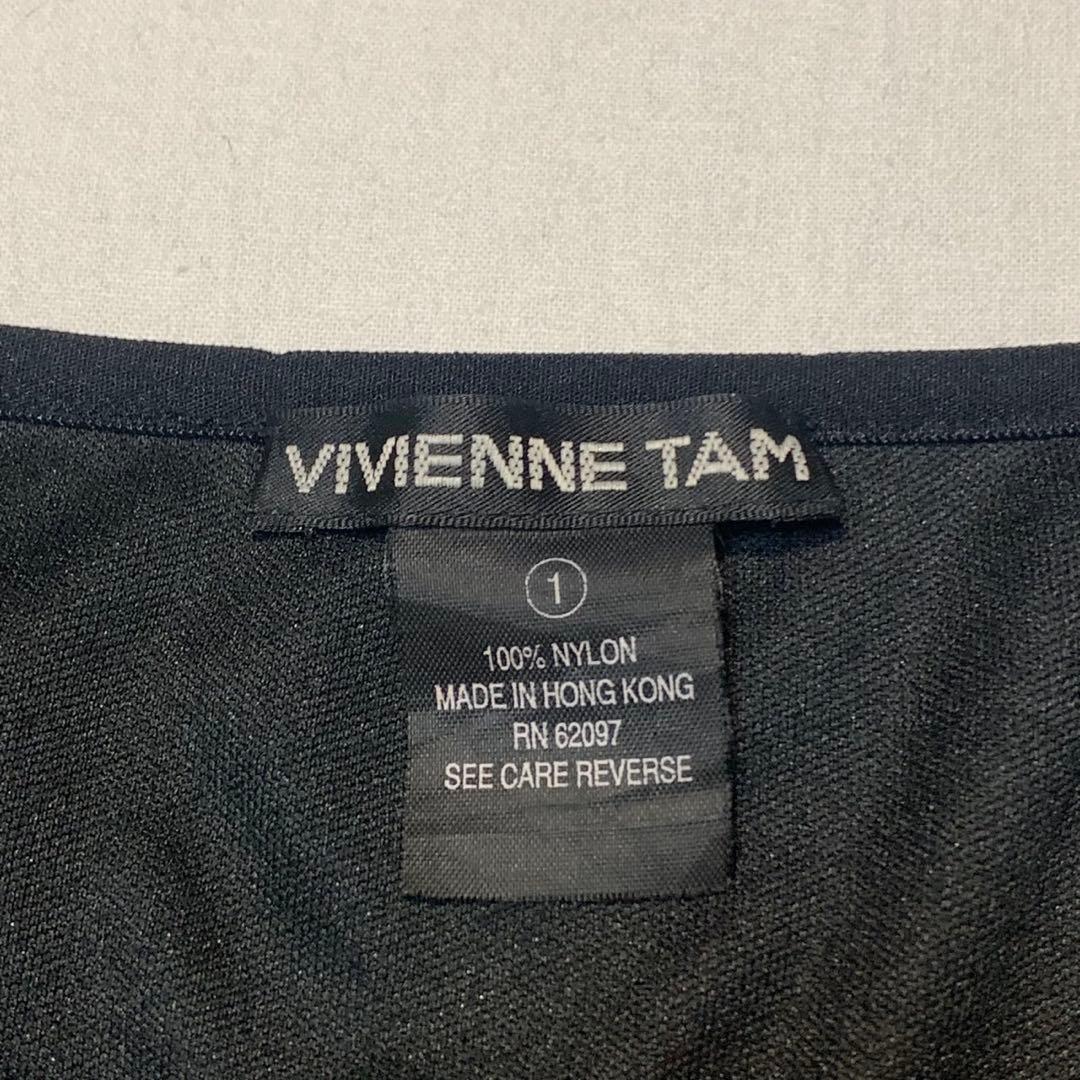 VIVIENNE TAM
1
100% NYLON
MADE IN HONG KONG
RN 62097
SEE CARE REVERSE